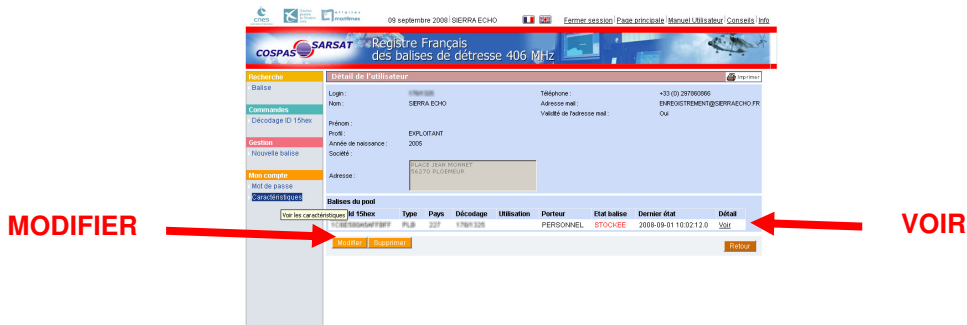 cnes
affaires
maritimes
09 septembre 2008 SIERRA ECHO
Fermer session Page principale Manuel Utilisateur Conseils Info
COSPAS SARSAT
Registre Français
des balises de détresse 406 MHz
Recherche
Balise
Commandes
Décodage ID 15hex
Gestion
Nouvelle balise
Mon compte
Mot de passe
Caractéristiques
Voir les caractéristiques
Détail de l'utilisateur
Imprimer
Login :
Téléphone : +33 (0) 297860866
Nom : SIERRA ECHO
Adresse mail : ENREGISTREMENT@SIERRAECHO.FR
Validité de l'adresse mail : Oui
Prénom :
Profil : EXPLOITANT
Année de naissance : 2005
Société :
Adresse :
PLACE JEAN MONNET
56270 PLOEMEUR
Balises du pool
Id 15hex Type Pays Décodage Utilisation Porteur Etat balise Dernier état Détail
PLB 227 PERSONNEL STOCKEE 2008-09-01 10:02:12.0 Voir
Modifier Supprimer
Retour
MODIFIER
VOIR